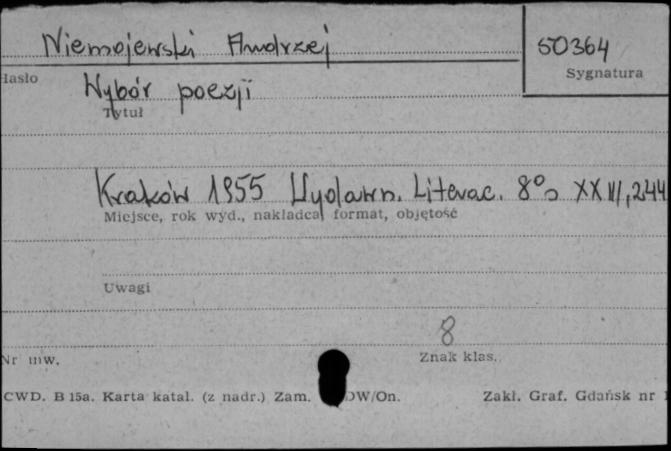 Niemojewski Andrzej
50364
Hasło
Sygnatura
Wybór poezji
Tytuł
Kraków 1955 Wydawn. Literac. 8° s XXVI, 244
Miejsce, rok wyd., nakładca, format, objętość
Uwagi
8
Nr inw.
Znak klas.
CWD. B 15a. Karta katal. (z nadr.) Zam. DW/On. Zakł. Graf. Gdańsk nr 1